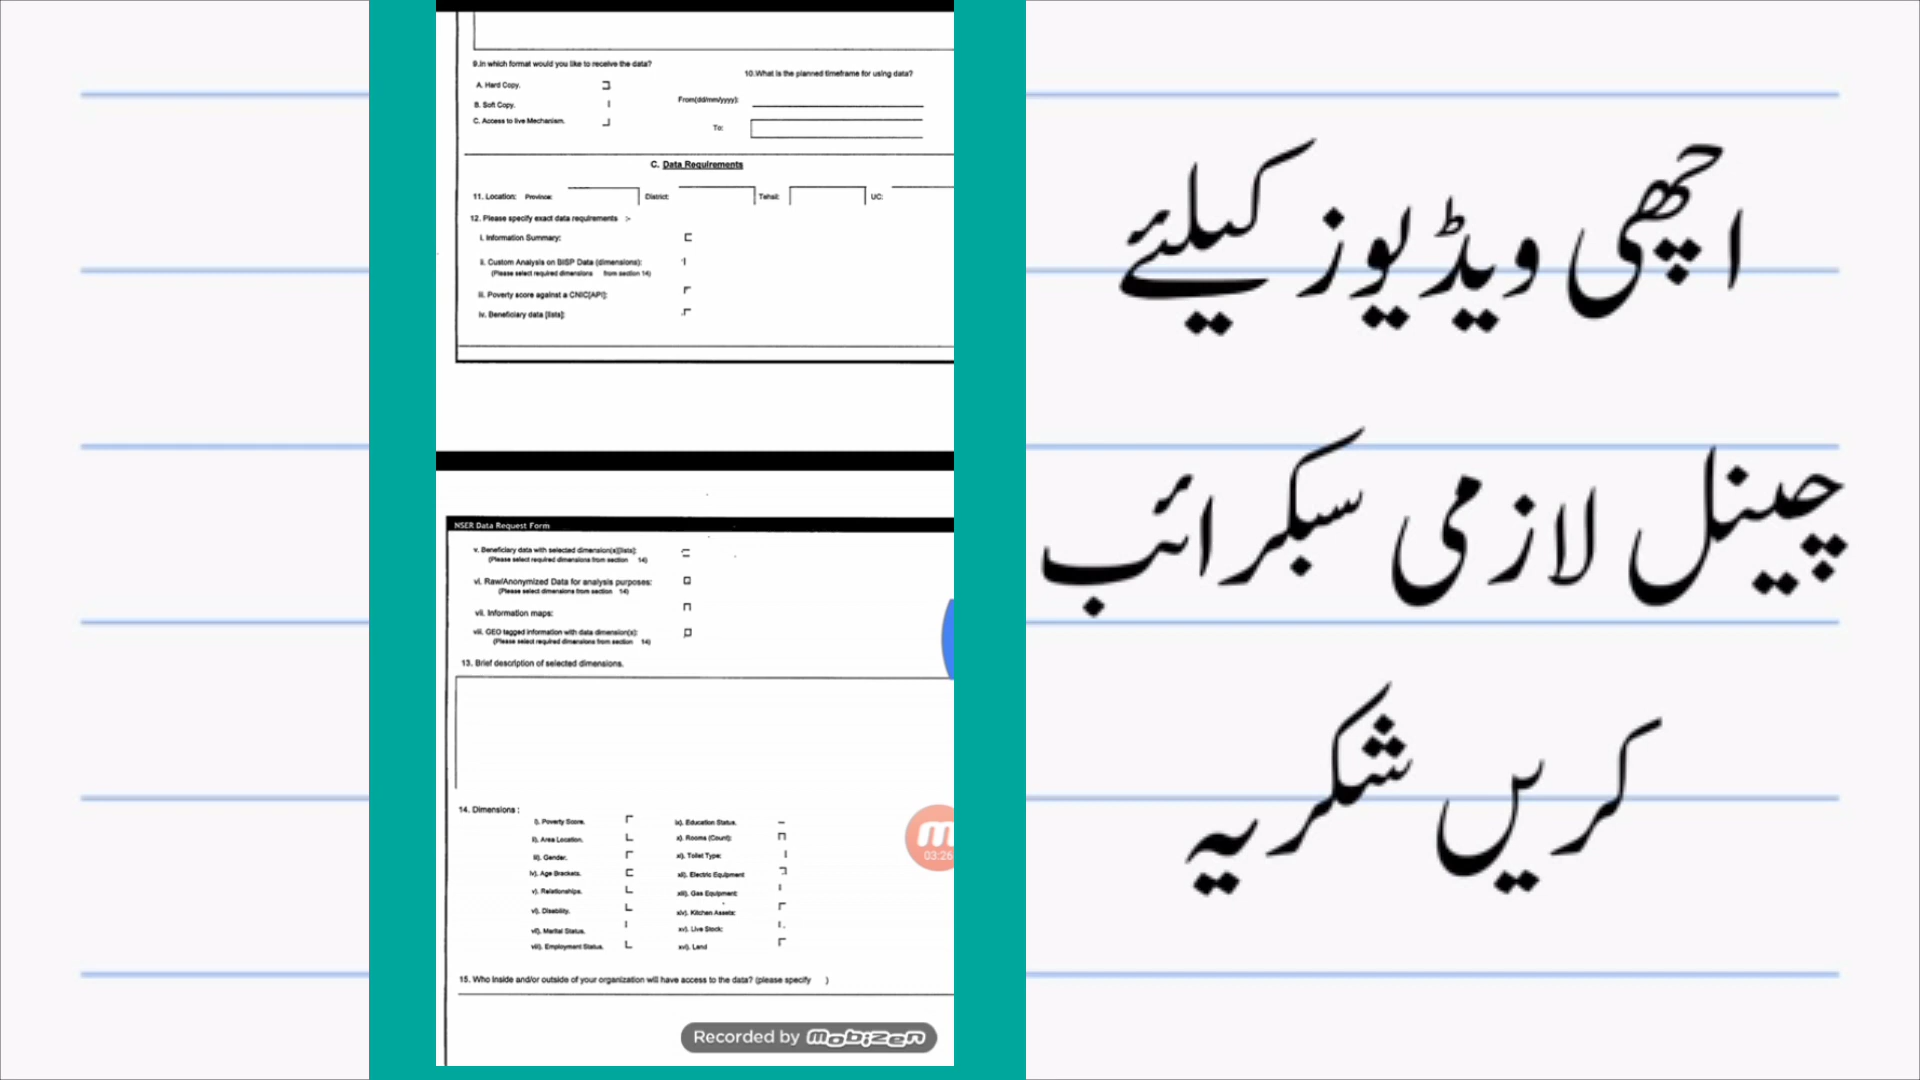 9.In which format would you like to receive the data?
10.What is the planned timeframe for using data?
A. Hard Copy.
B. Soft Copy.
C. Access to live Mechanism.
From(dd/mm/yyyy):
To:
C. Data Requirements
11. Location: Province: District: Tehsil: UC:
12. Please specify exact data requirements :-
i. Information Summary:
ii. Custom Analysis on BISP Data (dimensions):
(Please select required dimensions from section 14)
iii. Poverty score against a CNIC[API]:
iv. Beneficiary data [lists]:
NSER Data Request Form
v. Beneficiary data with selected dimension(s)[lists]:
(Please select required dimensions from section 14)
vi. Raw/Anonymized Data for analysis purposes:
(Please select dimensions from section 14)
vii. Information maps:
viii. GEO tagged information with data dimension(s):
(Please select required dimensions from section 14)
13. Brief description of selected dimensions.
14. Dimensions :
i). Poverty Score.
ii). Area Location.
iii). Gender.
iv). Age Brackets.
v). Relationships.
vi). Disability.
vii). Marital Status.
viii). Employment Status.
ix). Education Status.
x). Rooms (Count):
xi). Toilet Type:
xii). Electric Equipment
xiii). Gas Equipment:
xiv). Kitchen Assets:
xv). Live Stock:
xvi). Land
15. Who inside and/or outside of your organization will have access to the data? (please specify )
03:26
Recorded by mobizen
اچھی ویڈیوز کیلئے
چینل لازمی سبکرائب
کریں شکریہ